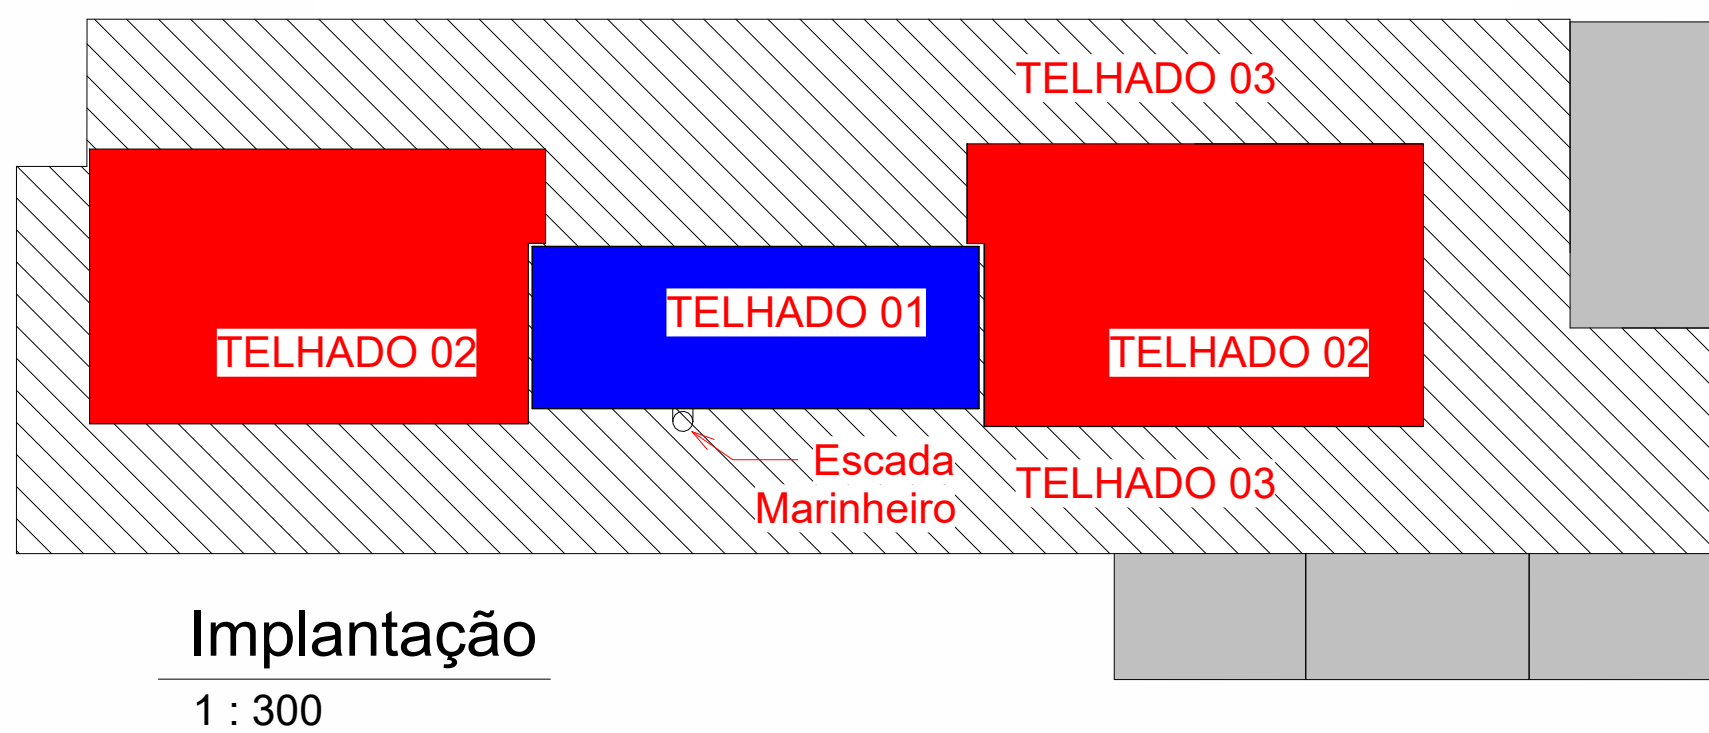 TELHADO 03
TELHADO 01
TELHADO 02
TELHADO 02
Escada
Marinheiro
TELHADO 03
Implantação
1 : 300